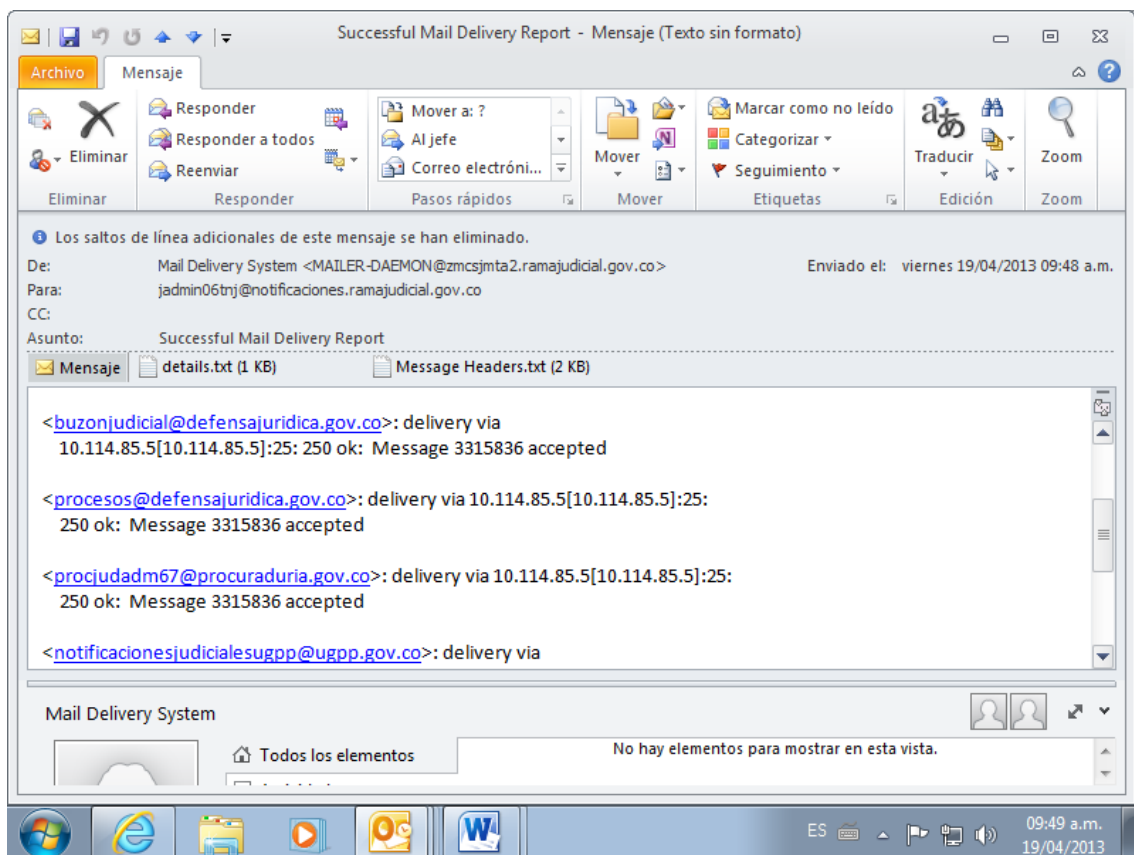 Successful Mail Delivery Report - Mensaje (Texto sin formato)
Archivo Mensaje
Eliminar
Responder
Responder a todos
Reenviar
Mover a: ?
Al jefe
Correo electróni...
Mover
Marcar como no leído
Categorizar
Seguimiento
Traducir
Zoom
Eliminar Responder Pasos rápidos Mover Etiquetas Edición Zoom
Los saltos de línea adicionales de este mensaje se han eliminado.
De: Mail Delivery System <MAILER-DAEMON@zmcsjmta2.ramajudicial.gov.co> Enviado el: viernes 19/04/2013 09:48 a.m.
Para: jadmin06tnj@notificaciones.ramajudicial.gov.co
CC:
Asunto: Successful Mail Delivery Report
Mensaje details.txt (1 KB) Message Headers.txt (2 KB)
<buzonjudicial@defensajuridica.gov.co>: delivery via
10.114.85.5[10.114.85.5]:25: 250 ok: Message 3315836 accepted
<procesos@defensajuridica.gov.co>: delivery via 10.114.85.5[10.114.85.5]:25:
250 ok: Message 3315836 accepted
<procjudadm67@procuraduria.gov.co>: delivery via 10.114.85.5[10.114.85.5]:25:
250 ok: Message 3315836 accepted
<notificacionesjudicialesugpp@ugpp.gov.co>: delivery via
Mail Delivery System
Todos los elementos
No hay elementos para mostrar en esta vista.
ES
09:49 a.m.
19/04/2013